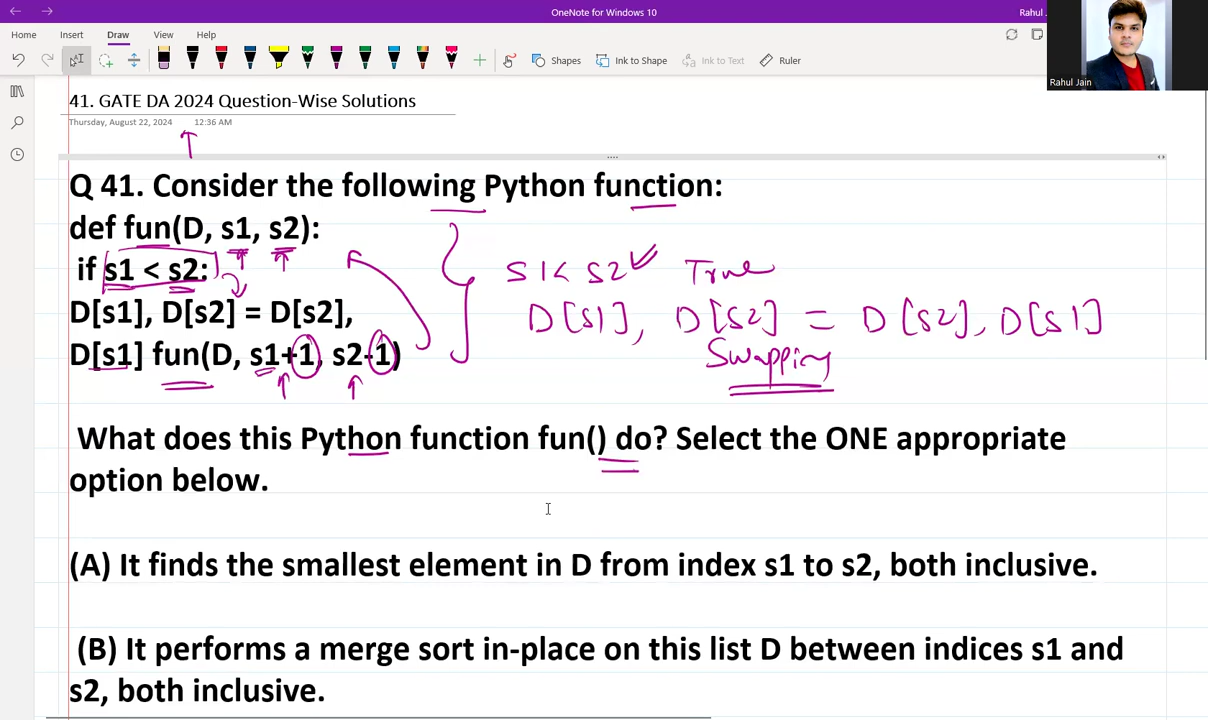 OneNote for Windows 10
Rahul J
Home Insert Draw View Help
Shapes Ink to Shape Ink to Text Ruler
Rahul Jain
41. GATE DA 2024 Question-Wise Solutions
Thursday, August 22, 2024 12:36 AM
Q 41. Consider the following Python function:
def fun(D, s1, s2):
if s1 < s2:
s1 < s2 True
D[s1], D[s2] = D[s2],
D[s1], D[s2] = D[s2], D[s1]
D[s1] fun(D, s1+1, s2-1)
Swapping
What does this Python function fun() do? Select the ONE appropriate
option below.
(A) It finds the smallest element in D from index s1 to s2, both inclusive.
(B) It performs a merge sort in-place on this list D between indices s1 and
s2, both inclusive.